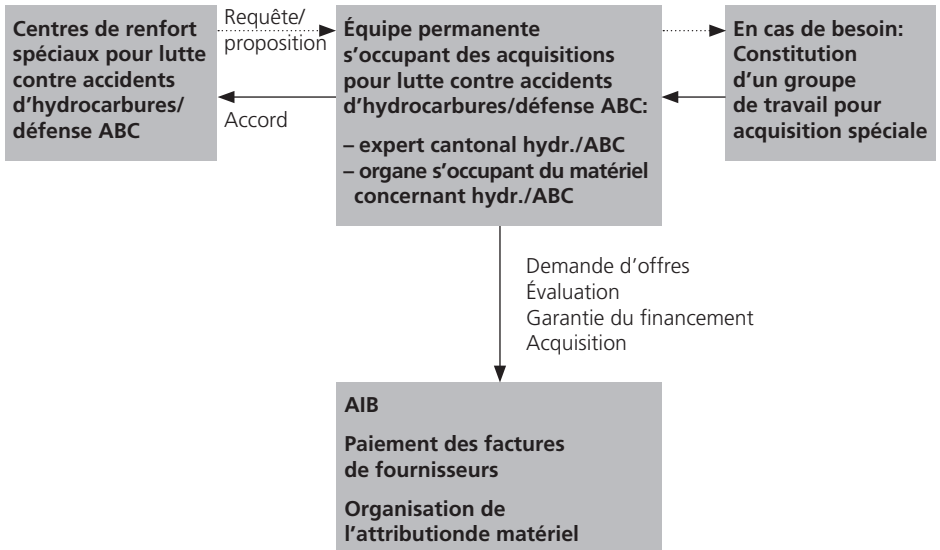 Centres de renfort
spéciaux pour lutte
contre accidents
d'hydrocarbures/
défense ABC
Requête/
proposition
Accord
Équipe permanente
s'occupant des acquisitions
pour lutte contre accidents
d'hydrocarbures/défense ABC:
– expert cantonal hydr./ABC
– organe s'occupant du matériel
concernant hydr./ABC
En cas de besoin:
Constitution
d'un groupe
de travail pour
acquisition spéciale
Demande d'offres
Évaluation
Garantie du financement
Acquisition
AIB
Paiement des factures
de fournisseurs
Organisation de
l'attributionde matériel